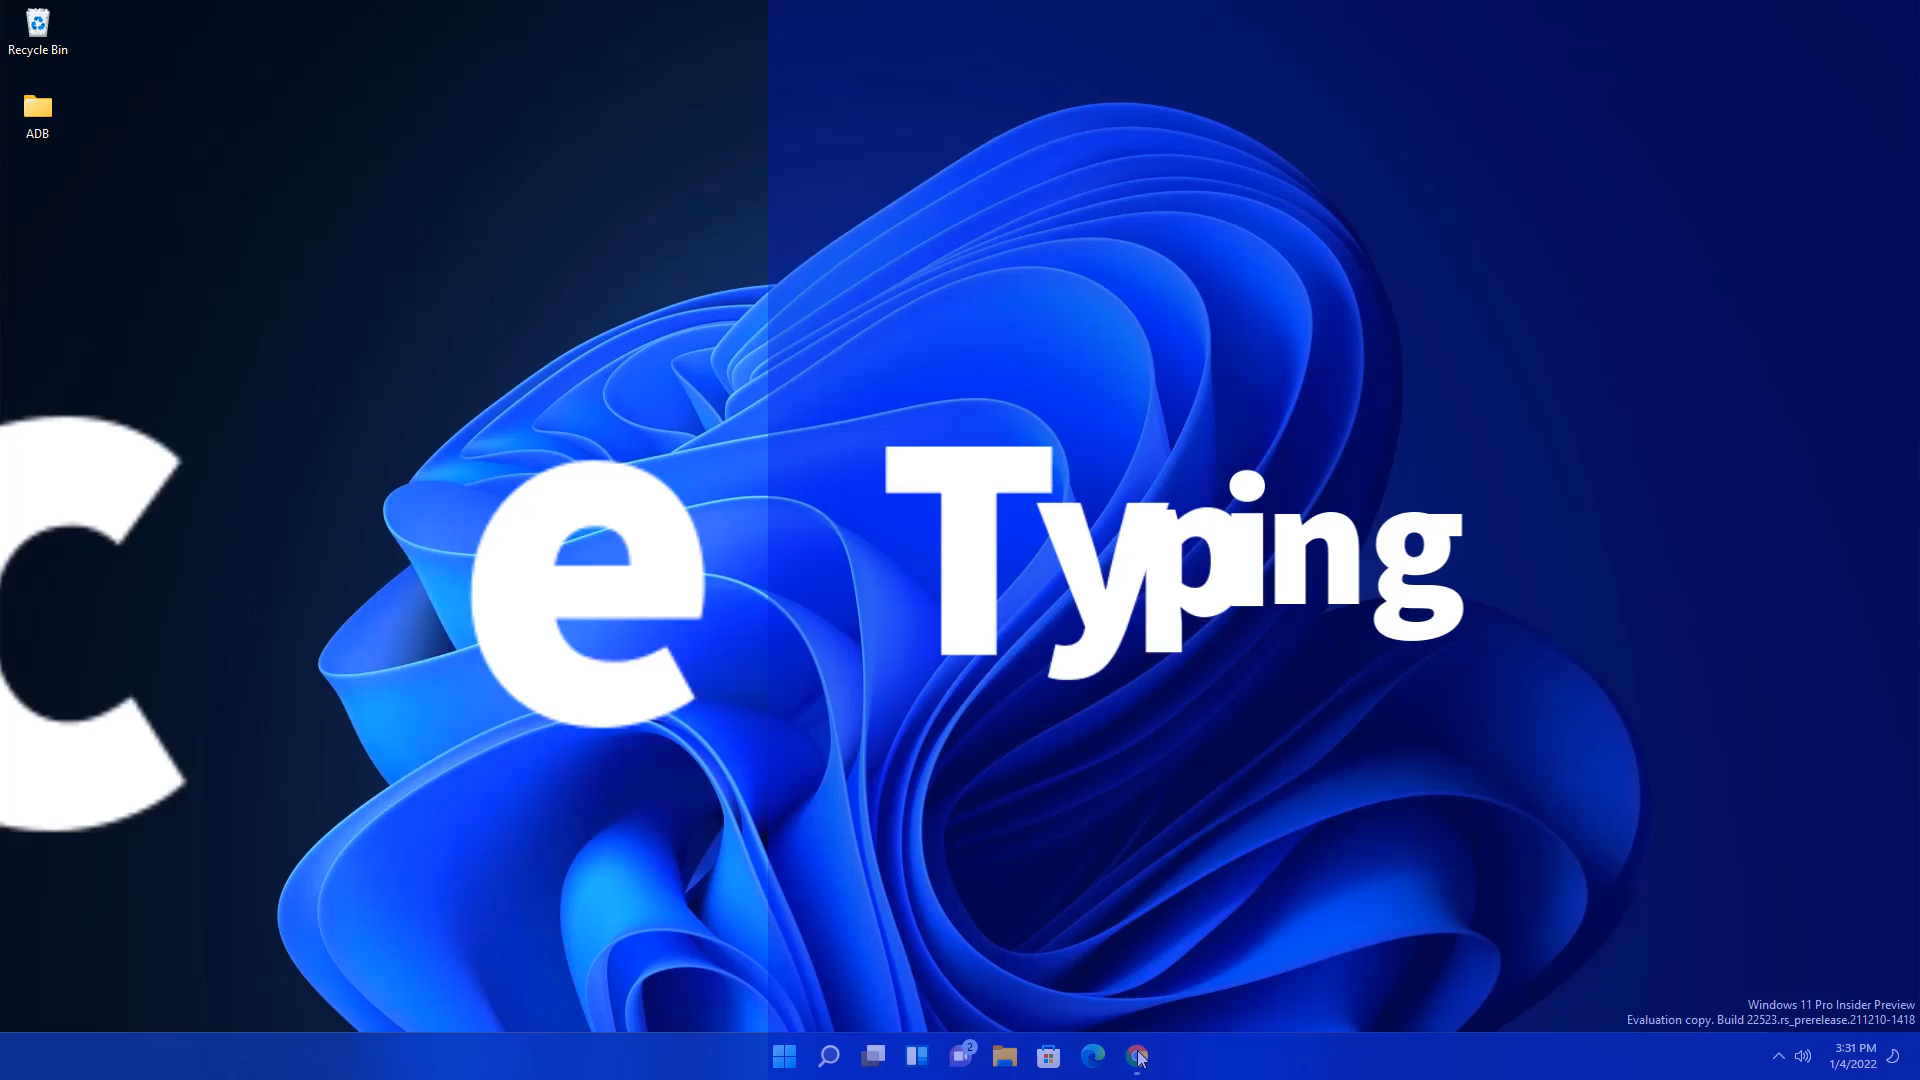 Recycle Bin
ADB
C e Typing
Windows 11 Pro Insider Preview
Evaluation copy. Build 22523.rs_prerelease.211210-1418
2
3:31 PM
1/4/2022